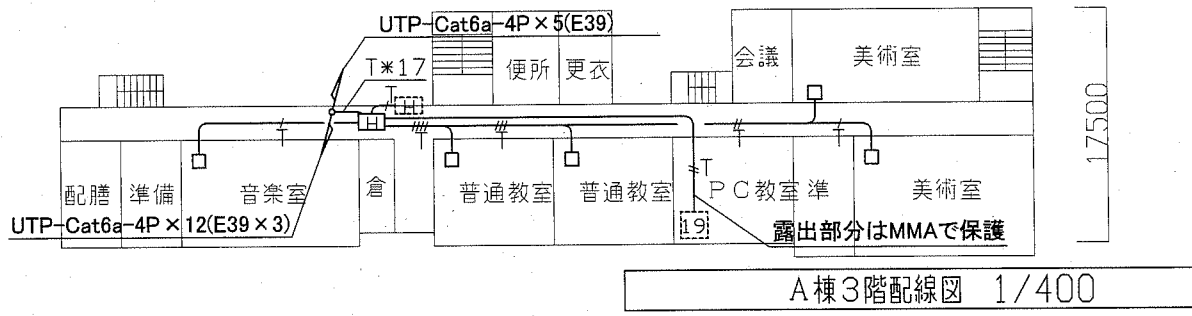 UTP-Cat6a-4P×5(E39)
T*17
便所
更衣
会議
美術室
T
H
H
T
T
T
T
T
17500
配膳
準備
音楽室
倉
普通教室
普通教室
T
PC教室
準
美術室
UTP-Cat6a-4P×12(E39×3)
19
露出部分はMMAで保護
A棟3階配線図 1/400